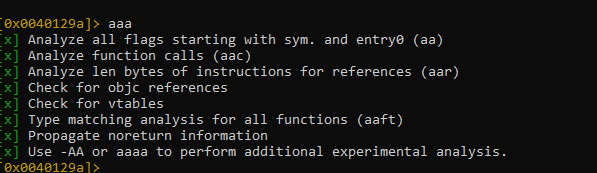 [0x0040129a]> aaa
[x] Analyze all flags starting with sym. and entry0 (aa)
[x] Analyze function calls (aac)
[x] Analyze len bytes of instructions for references (aar)
[x] Check for objc references
[x] Check for vtables
[x] Type matching analysis for all functions (aaft)
[x] Propagate noreturn information
[x] Use -AA or aaaa to perform additional experimental analysis.
[0x0040129a]>